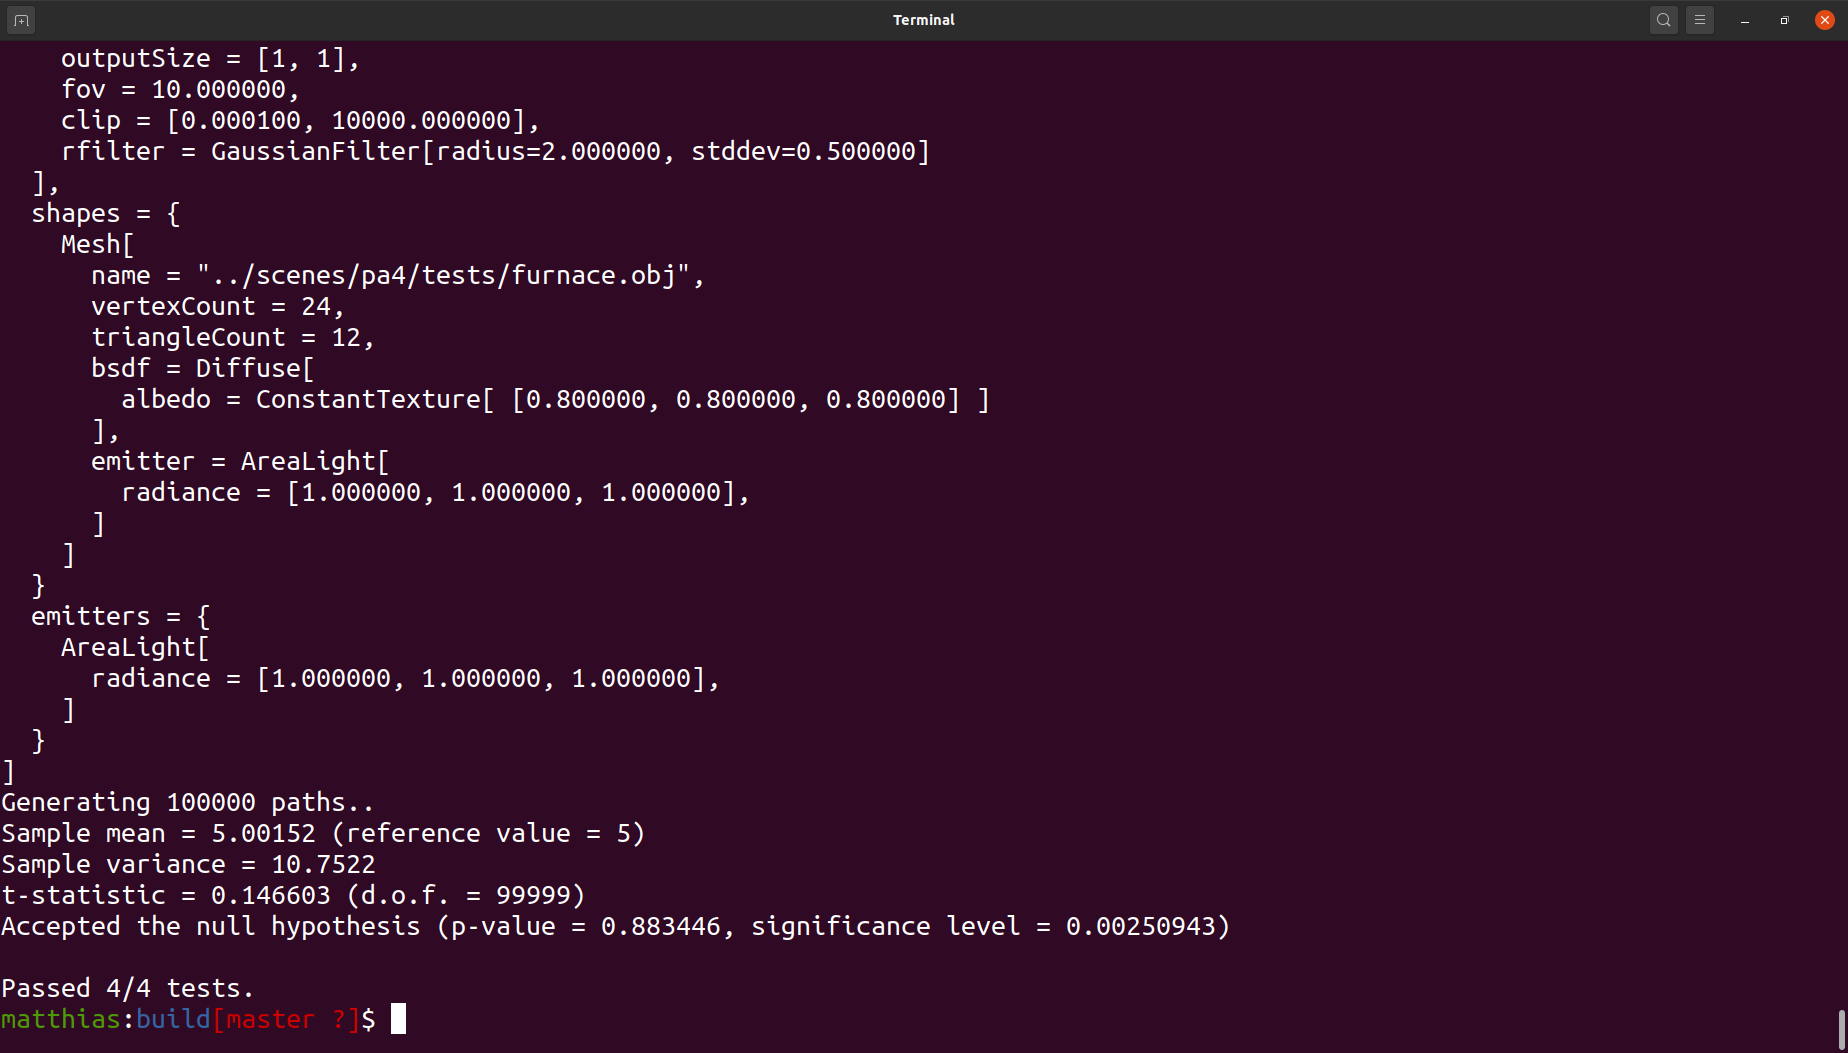 Terminal
outputSize = [1, 1],
fov = 10.000000,
clip = [0.000100, 10000.000000],
rfilter = GaussianFilter[radius=2.000000, stddev=0.500000]
],
shapes = {
Mesh[
name = "../scenes/pa4/tests/furnace.obj",
vertexCount = 24,
triangleCount = 12,
bsdf = Diffuse[
albedo = ConstantTexture[ [0.800000, 0.800000, 0.800000] ]
],
emitter = AreaLight[
radiance = [1.000000, 1.000000, 1.000000],
]
]
}
emitters = {
AreaLight[
radiance = [1.000000, 1.000000, 1.000000],
]
}
]
Generating 100000 paths..
Sample mean = 5.00152 (reference value = 5)
Sample variance = 10.7522
t-statistic = 0.146603 (d.o.f. = 99999)
Accepted the null hypothesis (p-value = 0.883446, significance level = 0.00250943)
Passed 4/4 tests.
matthias:build[master ?]$